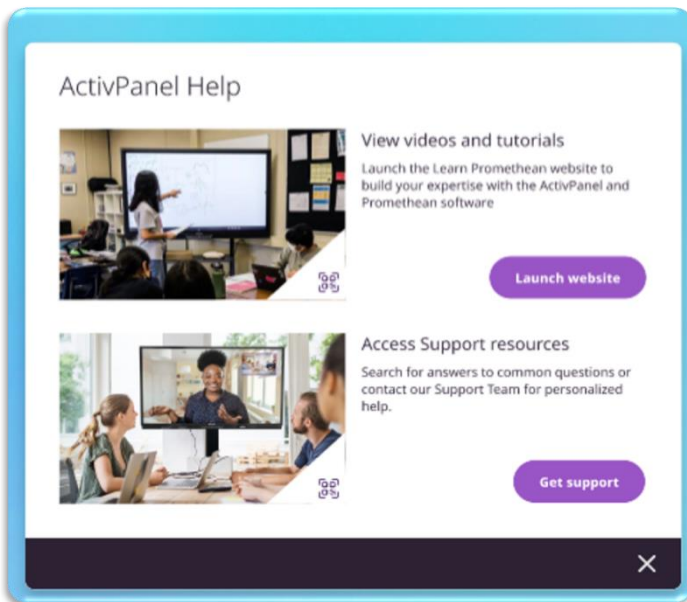 ActivPanel Help
View videos and tutorials
Launch the Learn Promethean website to
build your expertise with the ActivPanel and
Promethean software
Launch website
Access Support resources
Search for answers to common questions or
contact our Support Team for personalized
help.
Get support